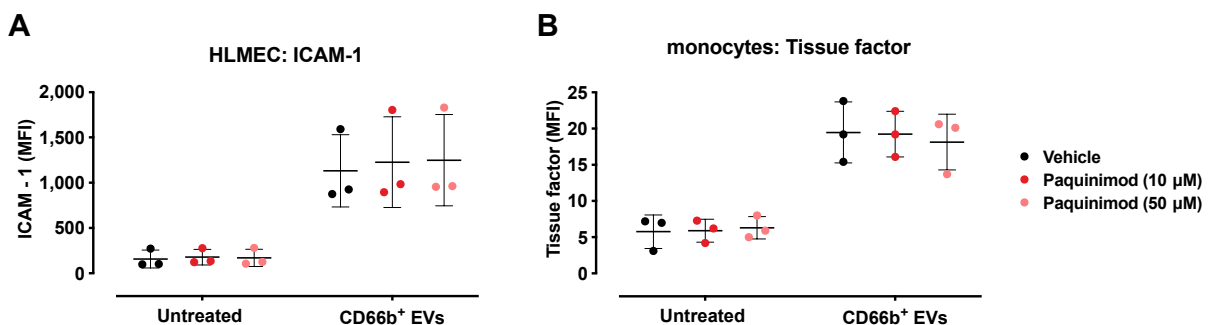 A
HLMEC: ICAM-1
ICAM - 1 (MFI)
2,000
1,500
1,000
500
0
Untreated
CD66b⁺ EVs
B
monocytes: Tissue factor
Tissue factor (MFI)
25
20
15
10
5
0
Untreated
CD66b⁺ EVs
Vehicle
Paquinimod (10 µM)
Paquinimod (50 µM)